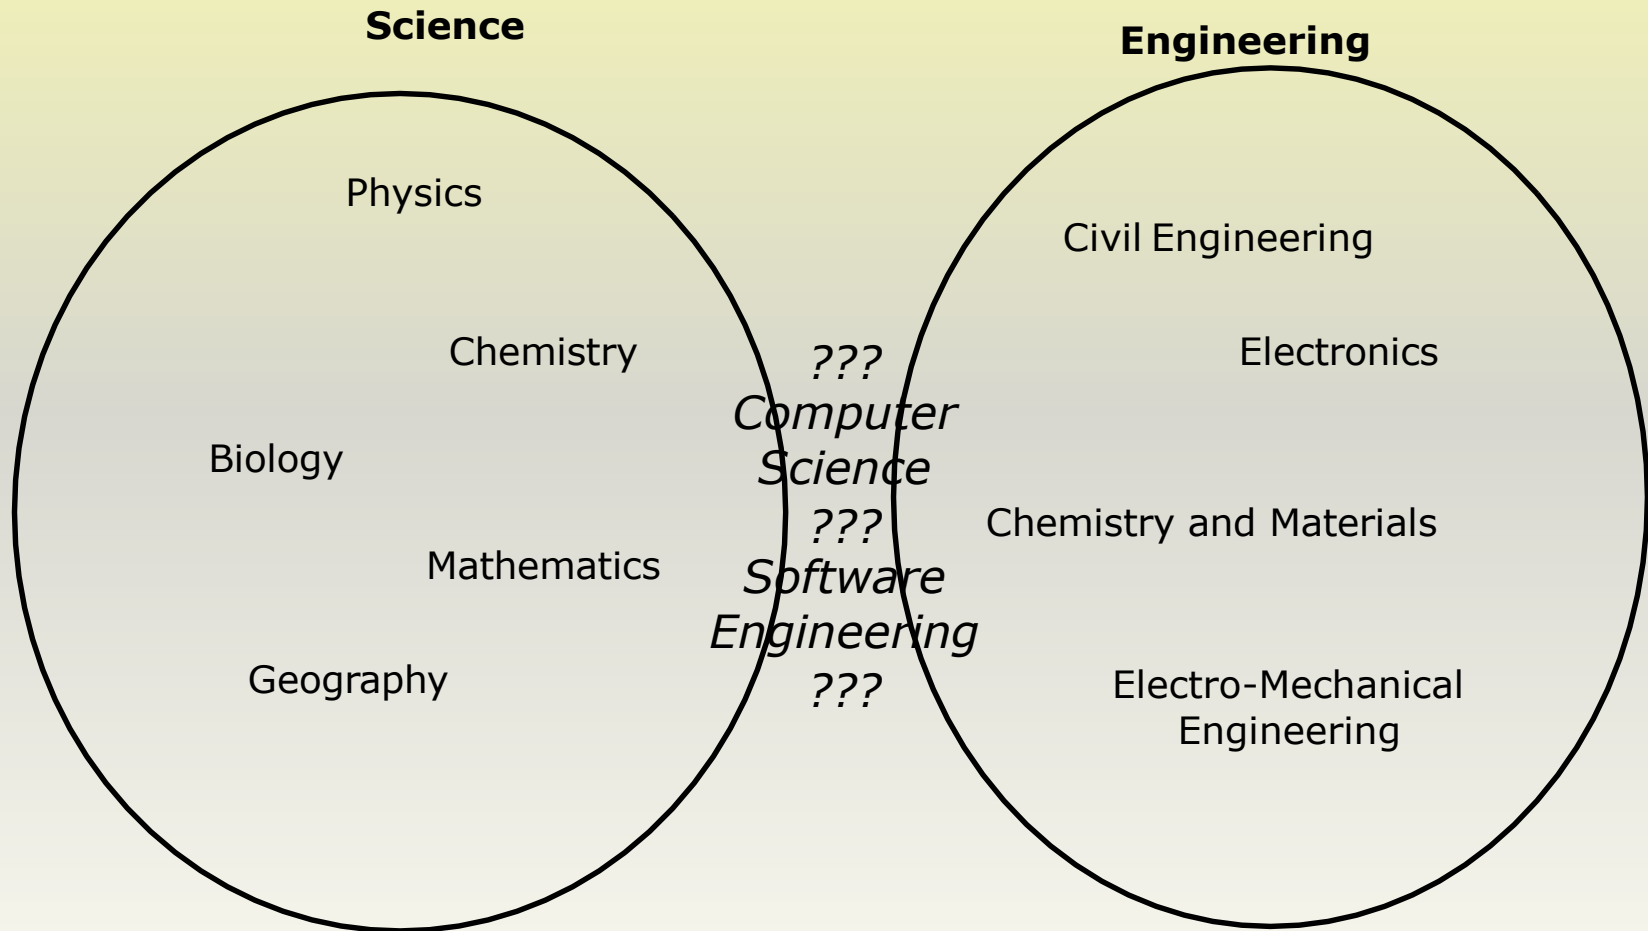 Science
Engineering
Physics
Civil Engineering
Chemistry
Electronics
Biology
Chemistry and Materials
Mathematics
Geography
Electro-Mechanical
Engineering
???
Computer
Science
???
Software
Engineering
???